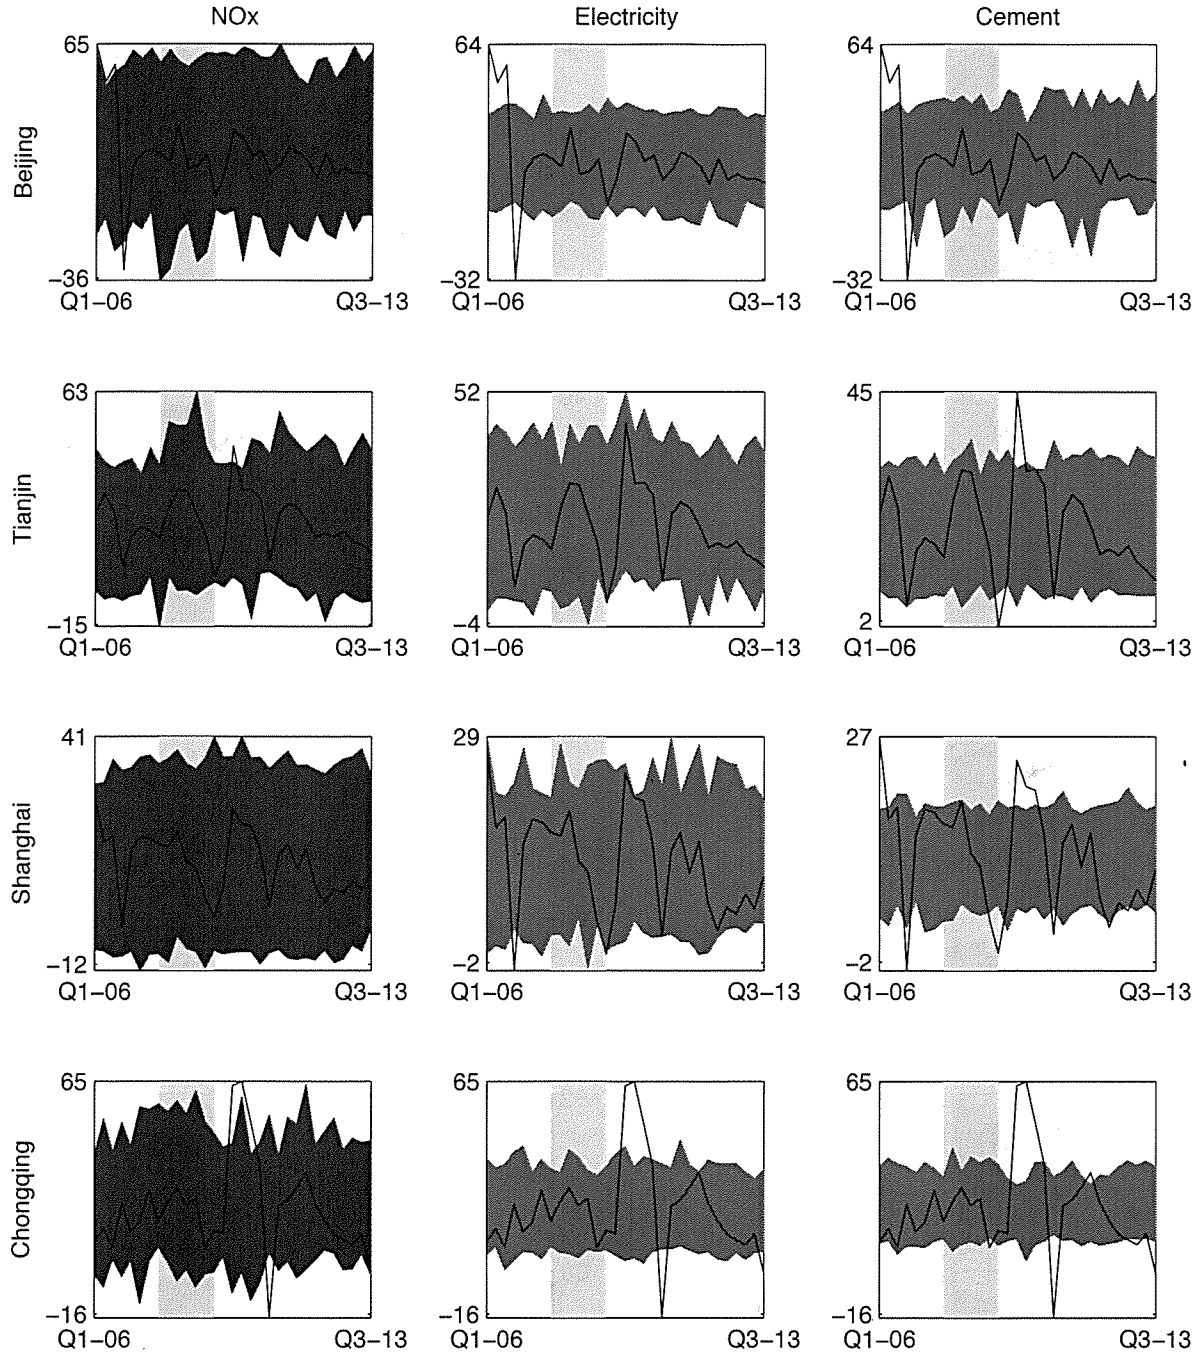 NOx Electricity Cement
Beijing
65 64 64
−36 −32 −32
Q1−06 Q3−13 Q1−06 Q3−13 Q1−06 Q3−13
Tianjin
63 52 45
−15 −4 2
Q1−06 Q3−13 Q1−06 Q3−13 Q1−06 Q3−13
Shanghai
41 29 27
−12 −2 −2
Q1−06 Q3−13 Q1−06 Q3−13 Q1−06 Q3−13
Chongqing
65 65 65
−16 −16 −16
Q1−06 Q3−13 Q1−06 Q3−13 Q1−06 Q3−13